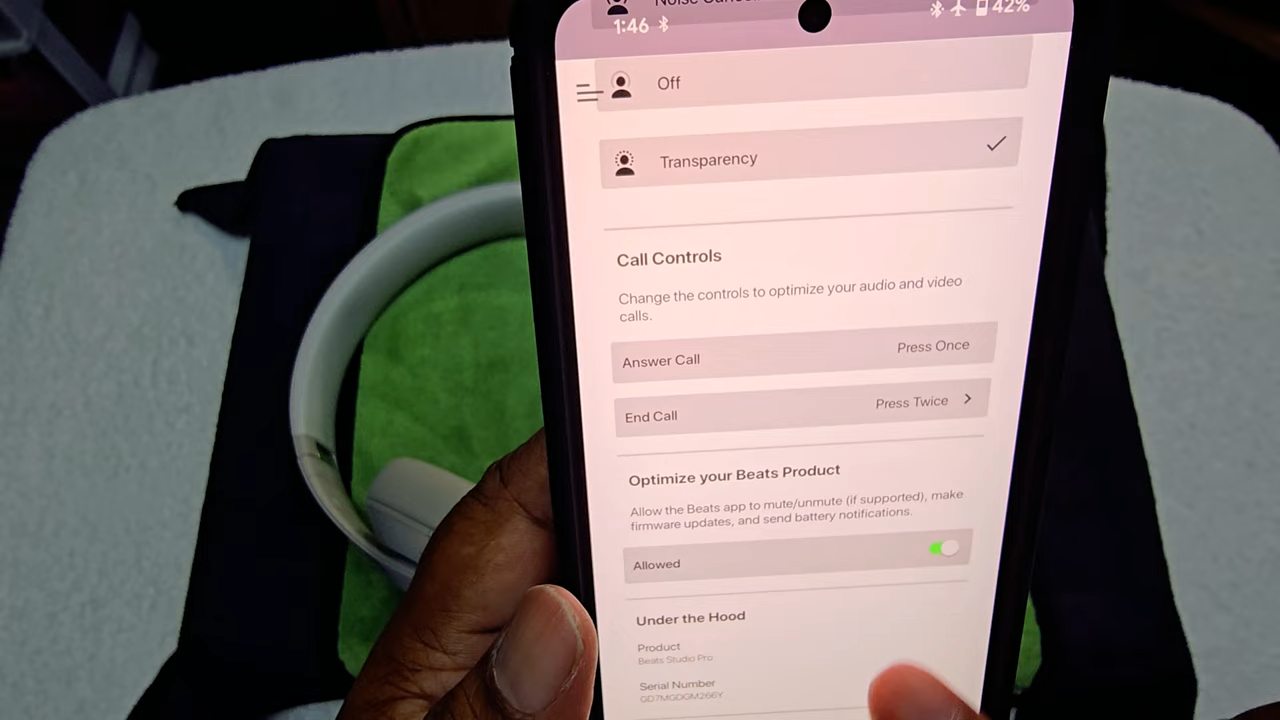 1:46
42%
Off
Transparency
Call Controls
Change the controls to optimize your audio and video
calls.
Answer Call
Press Once
End Call
Press Twice
Optimize your Beats Product
Allow the Beats app to mute/unmute (if supported), make
firmware updates, and send battery notifications.
Allowed
Under the Hood
Product
Beats Studio Pro
Serial Number